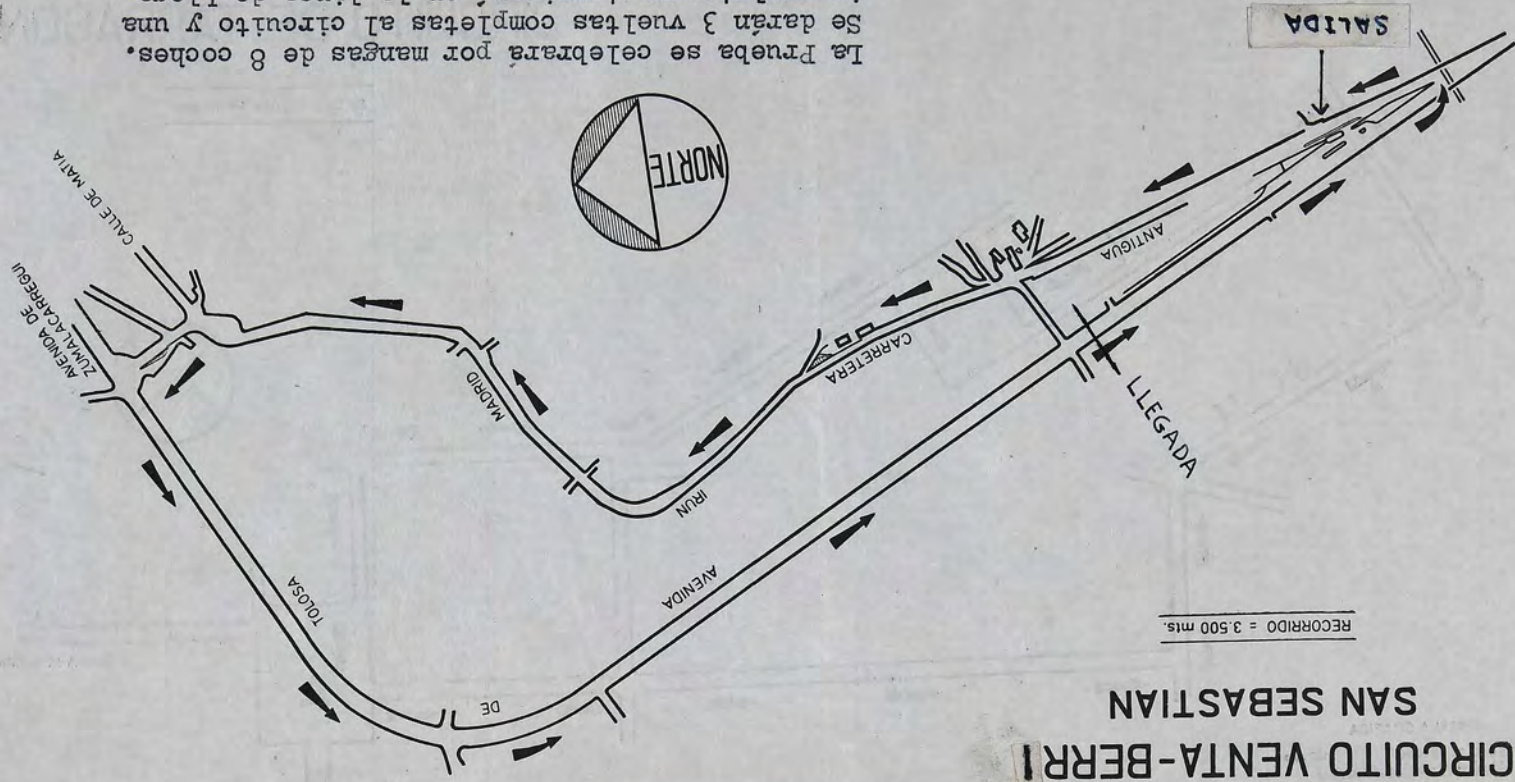 CIRCUITO VENTA-BERRI
SAN SEBASTIAN
RECORRIDO = 3.500 mts.
DE
AVENIDA
TOLOSA
LLEGADA
IRUN
MADRID
CARRETERA
ANTIGUA
AVENIDA DE
ZUMALACARREGUI
CALLE DE MATIA
NORTE
SALIDA
La Prueba se celebrará por mangas de 8 coches.
Se darán 3 vueltas completas al circuito y una